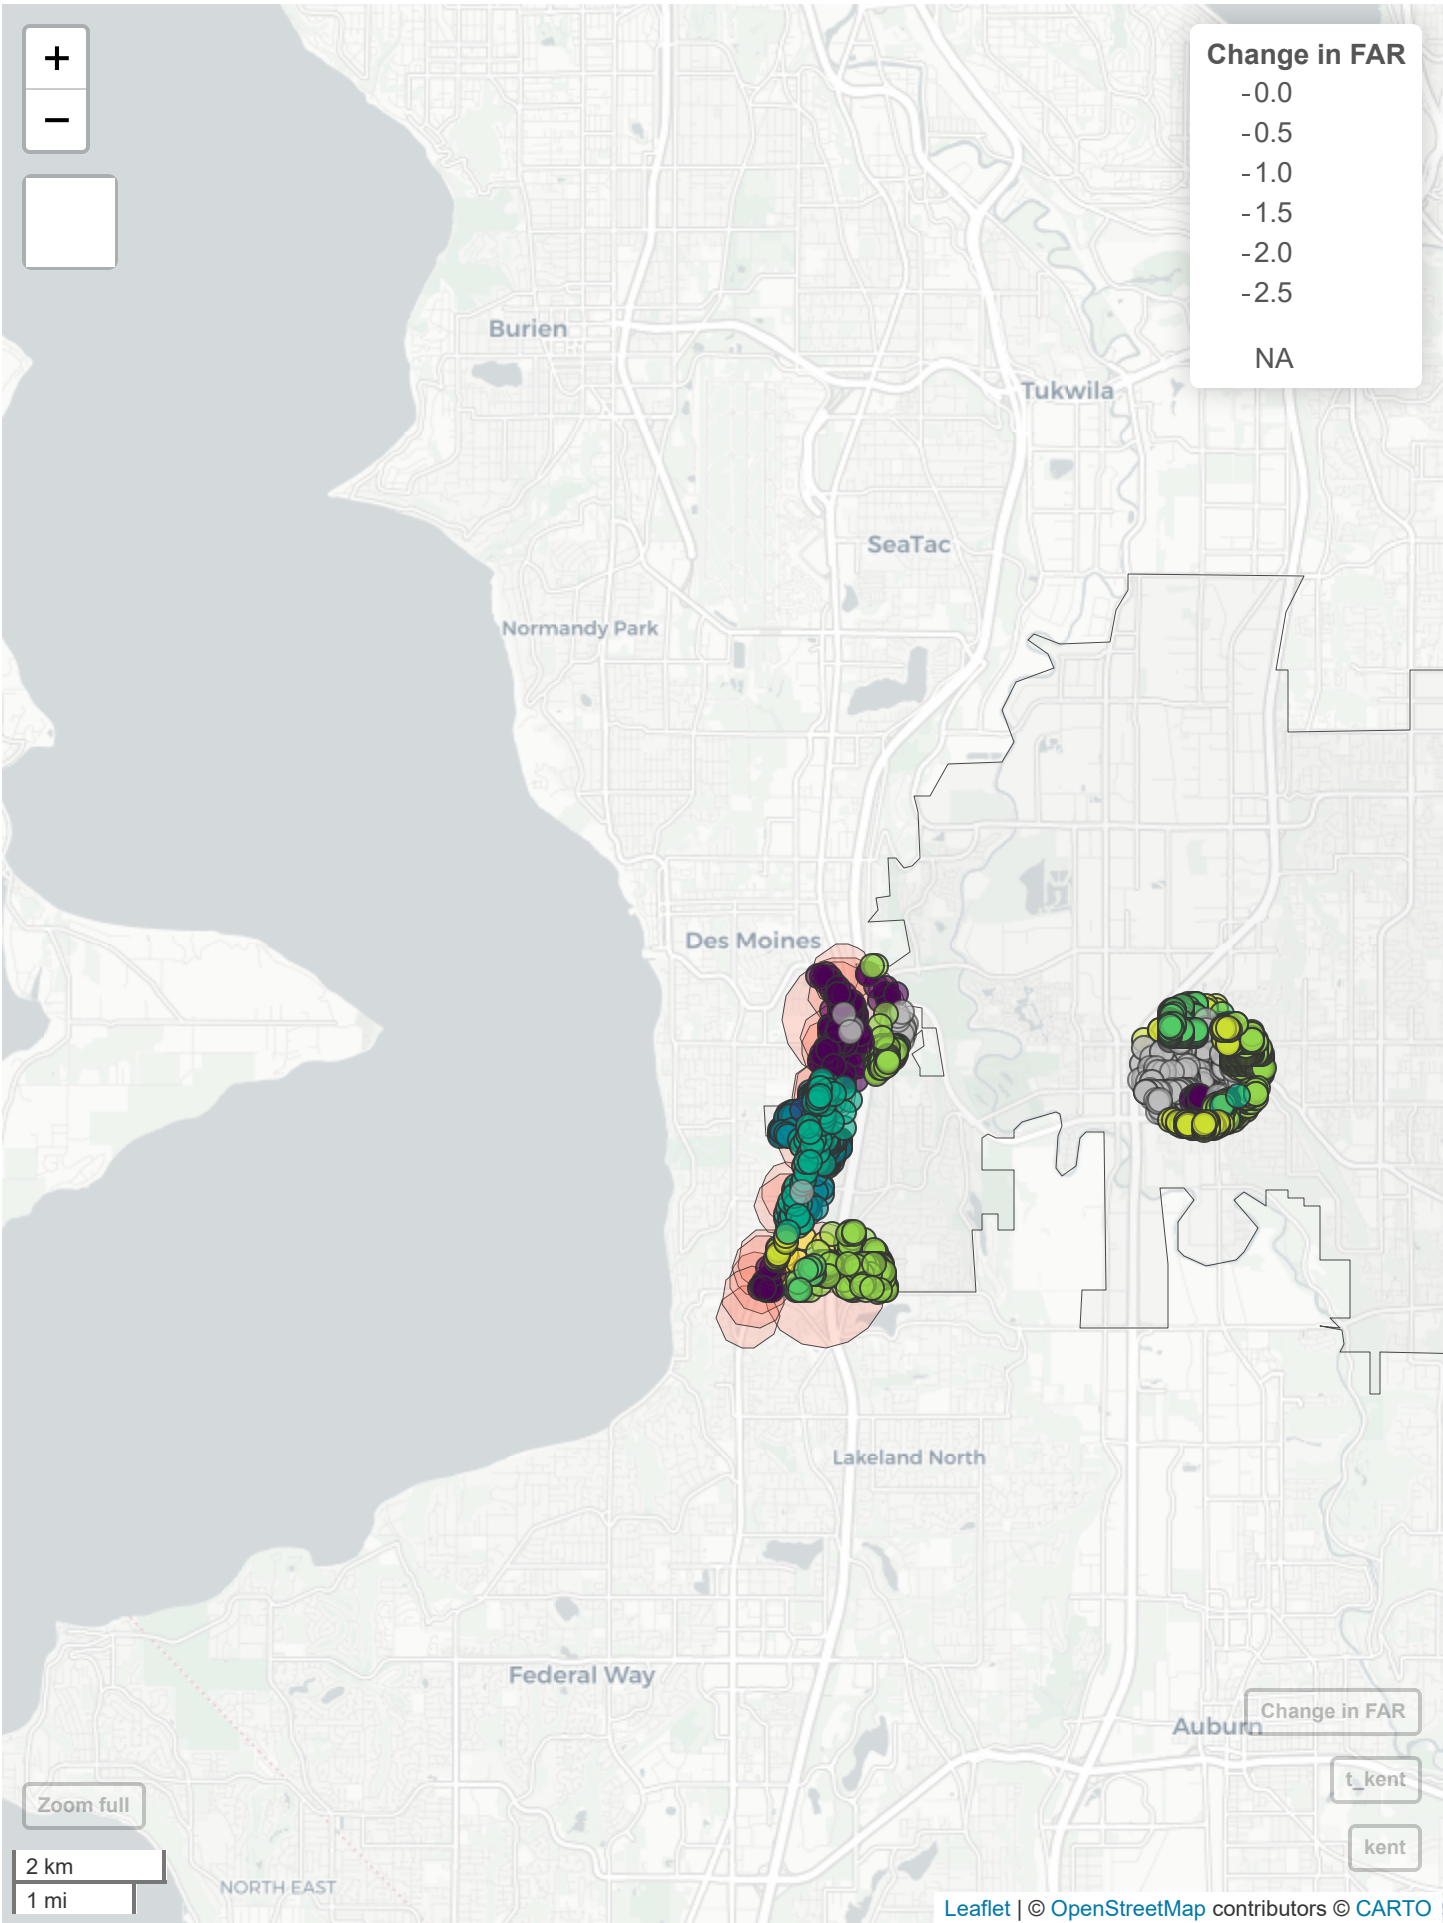 +
−
Change in FAR
-0.0
-0.5
-1.0
-1.5
-2.0
-2.5
NA
Burien
Tukwila
SeaTac
Normandy Park
Des Moines
Lakeland North
Federal Way
Auburn
Change in FAR
t_kent
kent
Zoom full
2 km
1 mi
NORTH EAST
Leaflet | © OpenStreetMap contributors © CARTO